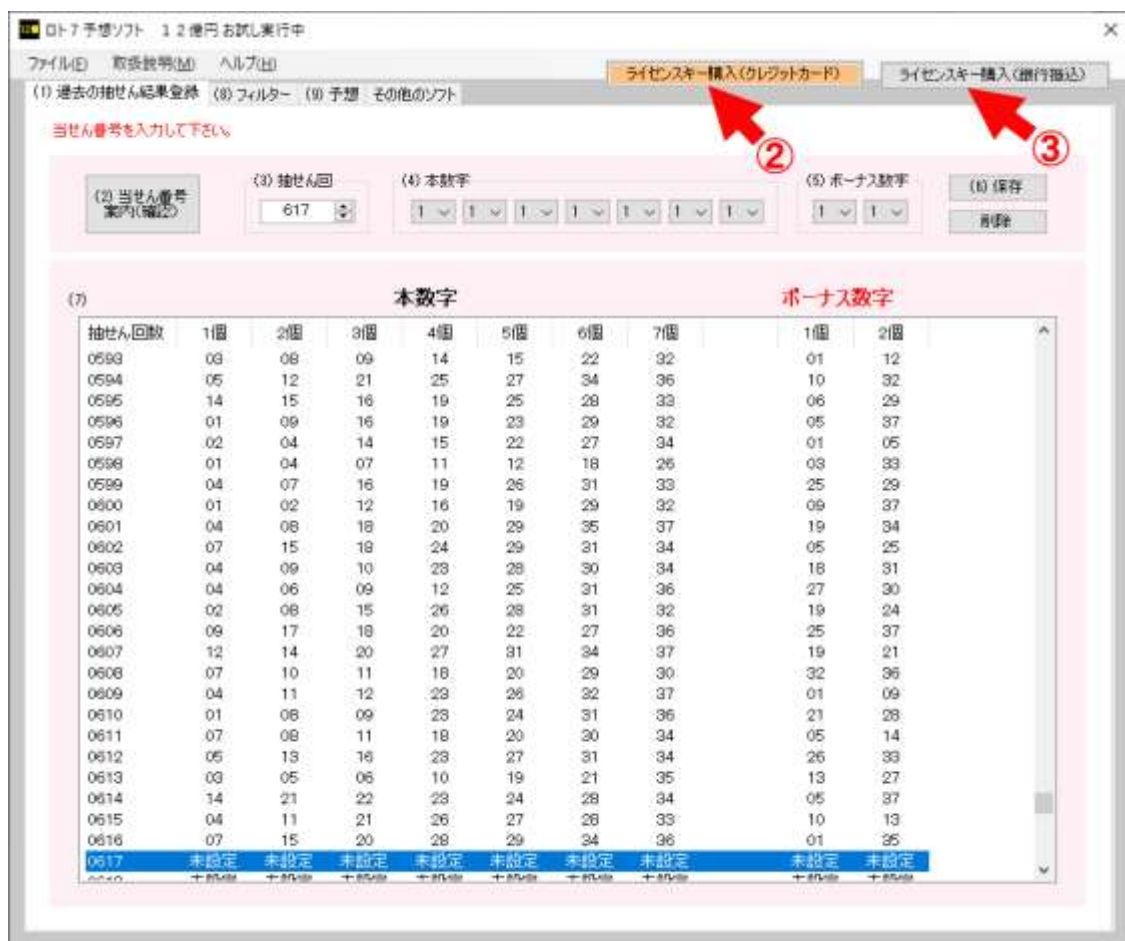 ロト7予想ソフト 12億円 お試し実行中
ファイル(F) 取扱説明(M) ヘルプ(H)
ライセンスキー購入(クレジットカード) ライセンスキー購入(銀行振込)
(1) 過去の抽せん結果登録 (8) フィルター (9) 予想 その他のソフト
② ③
当せん番号を入力して下さい。
(2) 当せん番号案内(確認) (3) 抽せん回 (4) 本数字 (5) ボーナス数字 (6) 保存
617 1 1 1 1 1 1 1 1 1
削除
(7) 本数字 ボーナス数字
抽せん回数 1個 2個 3個 4個 5個 6個 7個 1個 2個
0593 03 08 09 14 15 22 32 01 12
0594 05 12 21 25 27 34 36 10 32
0595 14 15 16 19 25 28 33 06 29
0596 01 09 16 19 23 29 32 05 37
0597 02 04 14 15 22 27 34 01 05
0598 01 04 07 11 12 18 26 03 33
0599 04 07 16 19 26 31 33 25 29
0600 01 02 12 16 19 29 32 09 37
0601 04 08 18 20 29 35 37 19 34
0602 07 15 18 24 29 31 34 05 25
0603 04 09 10 23 28 30 34 18 31
0604 04 06 09 12 25 31 36 27 30
0605 02 08 15 26 28 31 32 19 24
0606 09 17 18 20 22 27 36 25 37
0607 12 14 20 27 31 34 37 19 21
0608 07 10 11 18 20 29 30 32 36
0609 04 11 12 23 26 32 37 01 09
0610 01 08 09 23 24 31 36 21 28
0611 07 08 11 18 20 30 34 05 14
0612 05 13 16 23 27 31 34 26 33
0613 03 05 06 10 19 21 35 13 27
0614 14 21 22 23 24 28 34 05 37
0615 04 11 21 26 27 28 33 10 13
0616 07 15 20 28 29 34 36 01 35
0617 未設定 未設定 未設定 未設定 未設定 未設定 未設定 未設定 未設定